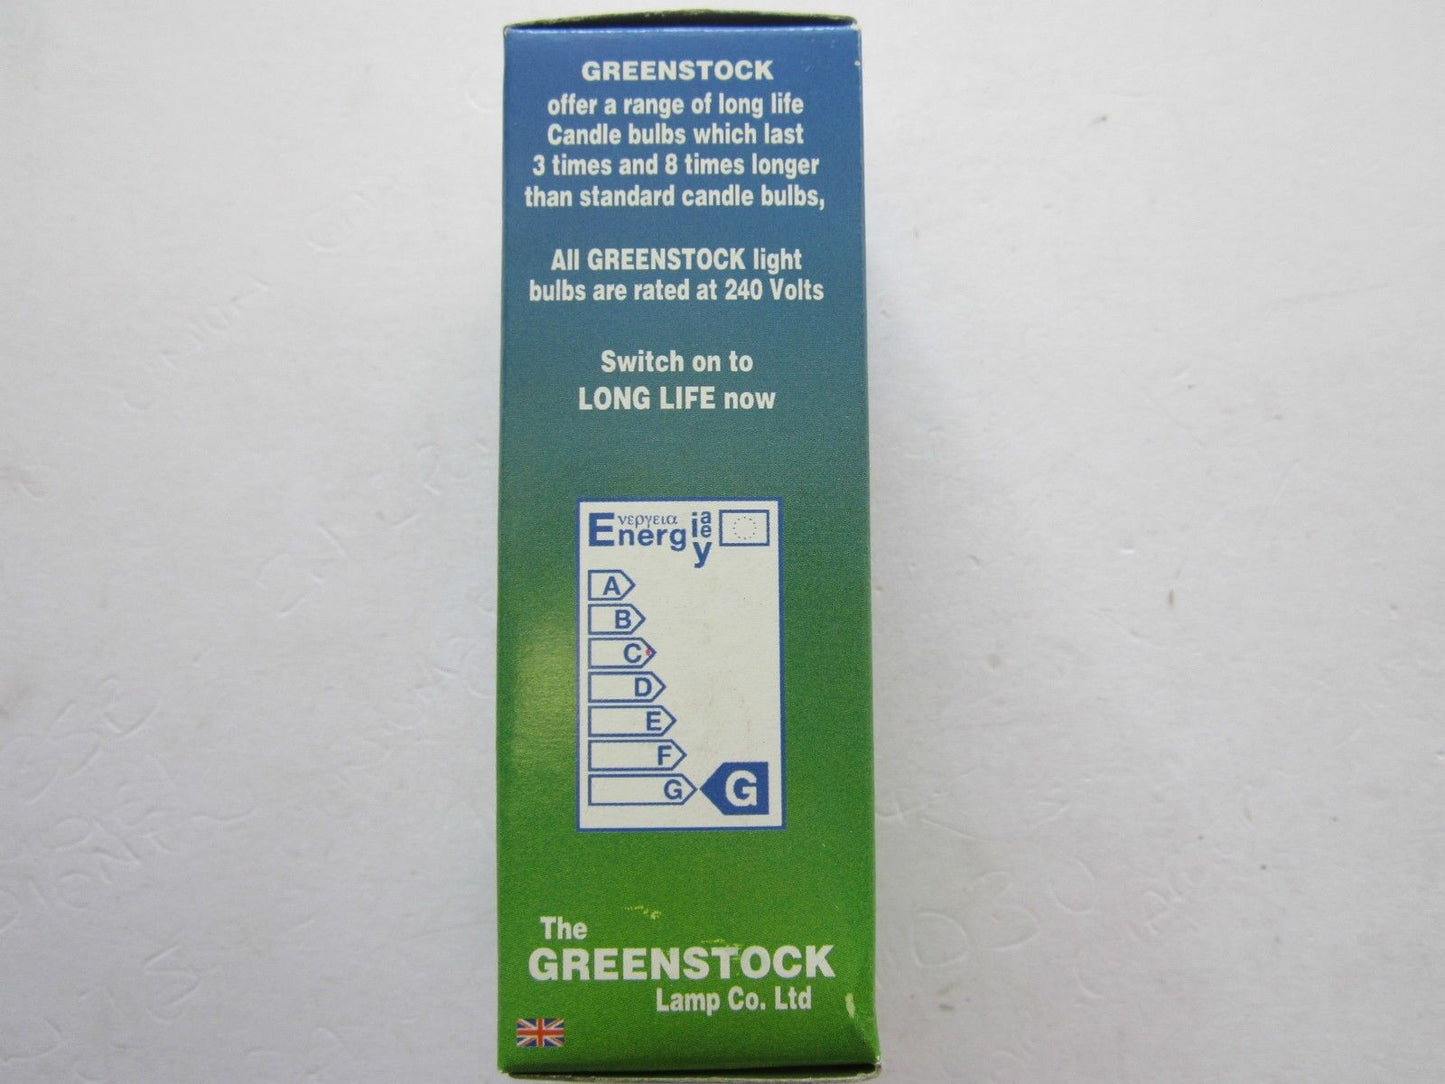 GREENSTOCK
offer a range of long life
Candle bulbs which last
3 times and 8 times longer
than standard candle bulbs,
All GREENSTOCK light
bulbs are rated at 240 Volts
Switch on to
LONG LIFE now
Eνεργεια
Energ ia
ie
y
A
B
C
D
E
F
G G
The
GREENSTOCK
Lamp Co. Ltd